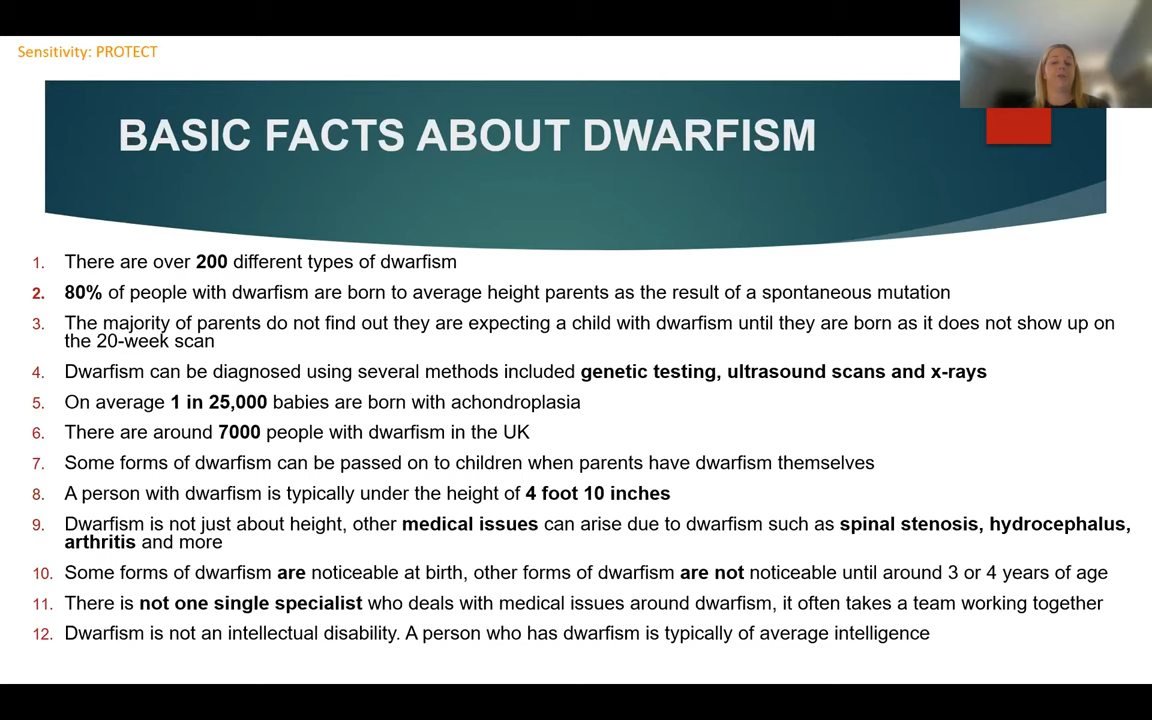 Sensitivity: PROTECT
BASIC FACTS ABOUT DWARFISM
1. There are over 200 different types of dwarfism
2. 80% of people with dwarfism are born to average height parents as the result of a spontaneous mutation
3. The majority of parents do not find out they are expecting a child with dwarfism until they are born as it does not show up on
the 20-week scan
4. Dwarfism can be diagnosed using several methods included genetic testing, ultrasound scans and x-rays
5. On average 1 in 25,000 babies are born with achondroplasia
6. There are around 7000 people with dwarfism in the UK
7. Some forms of dwarfism can be passed on to children when parents have dwarfism themselves
8. A person with dwarfism is typically under the height of 4 foot 10 inches
9. Dwarfism is not just about height, other medical issues can arise due to dwarfism such as spinal stenosis, hydrocephalus,
arthritis and more
10. Some forms of dwarfism are noticeable at birth, other forms of dwarfism are not noticeable until around 3 or 4 years of age
11. There is not one single specialist who deals with medical issues around dwarfism, it often takes a team working together
12. Dwarfism is not an intellectual disability. A person who has dwarfism is typically of average intelligence